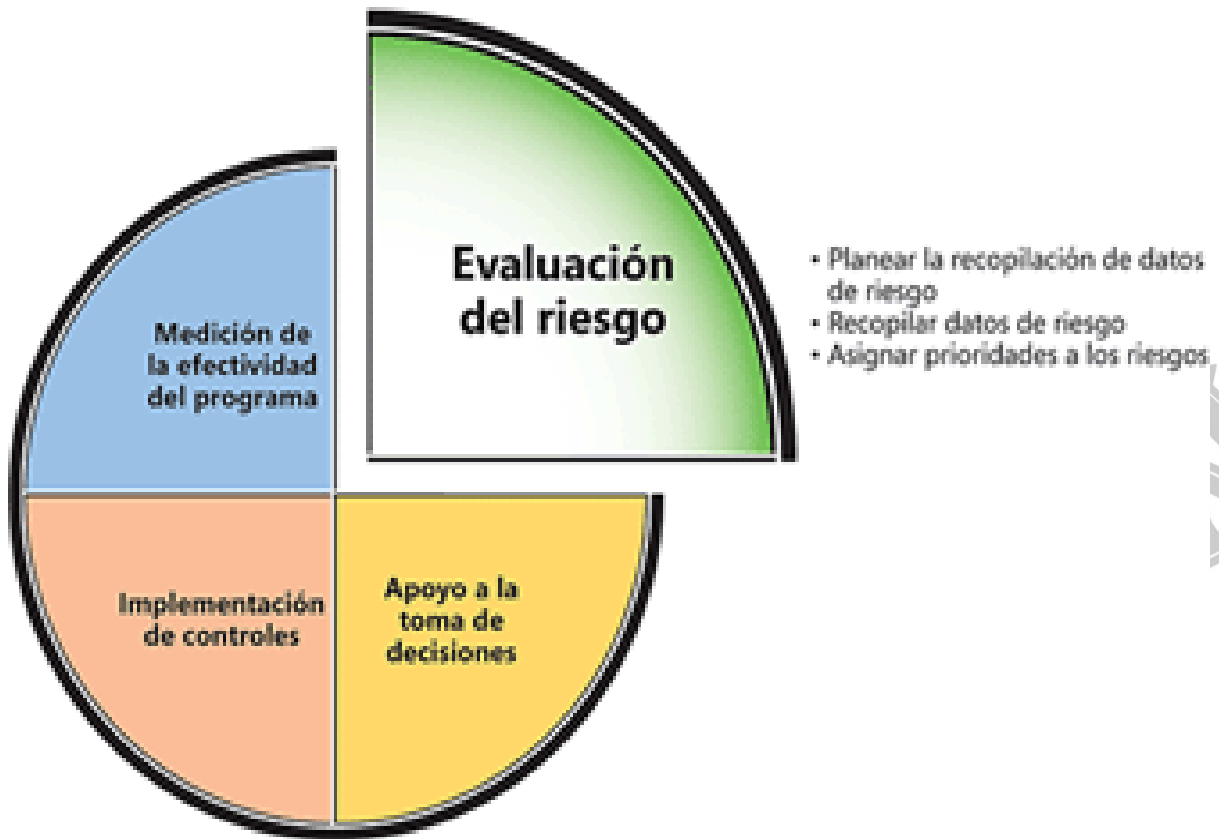 Evaluación
del riesgo
• Planear la recopilación de datos
de riesgo
• Recopilar datos de riesgo
• Asignar prioridades a los riesgos
Medición de
la efectividad
del programa
Implementación
de controles
Apoyo a la
toma de
decisiones